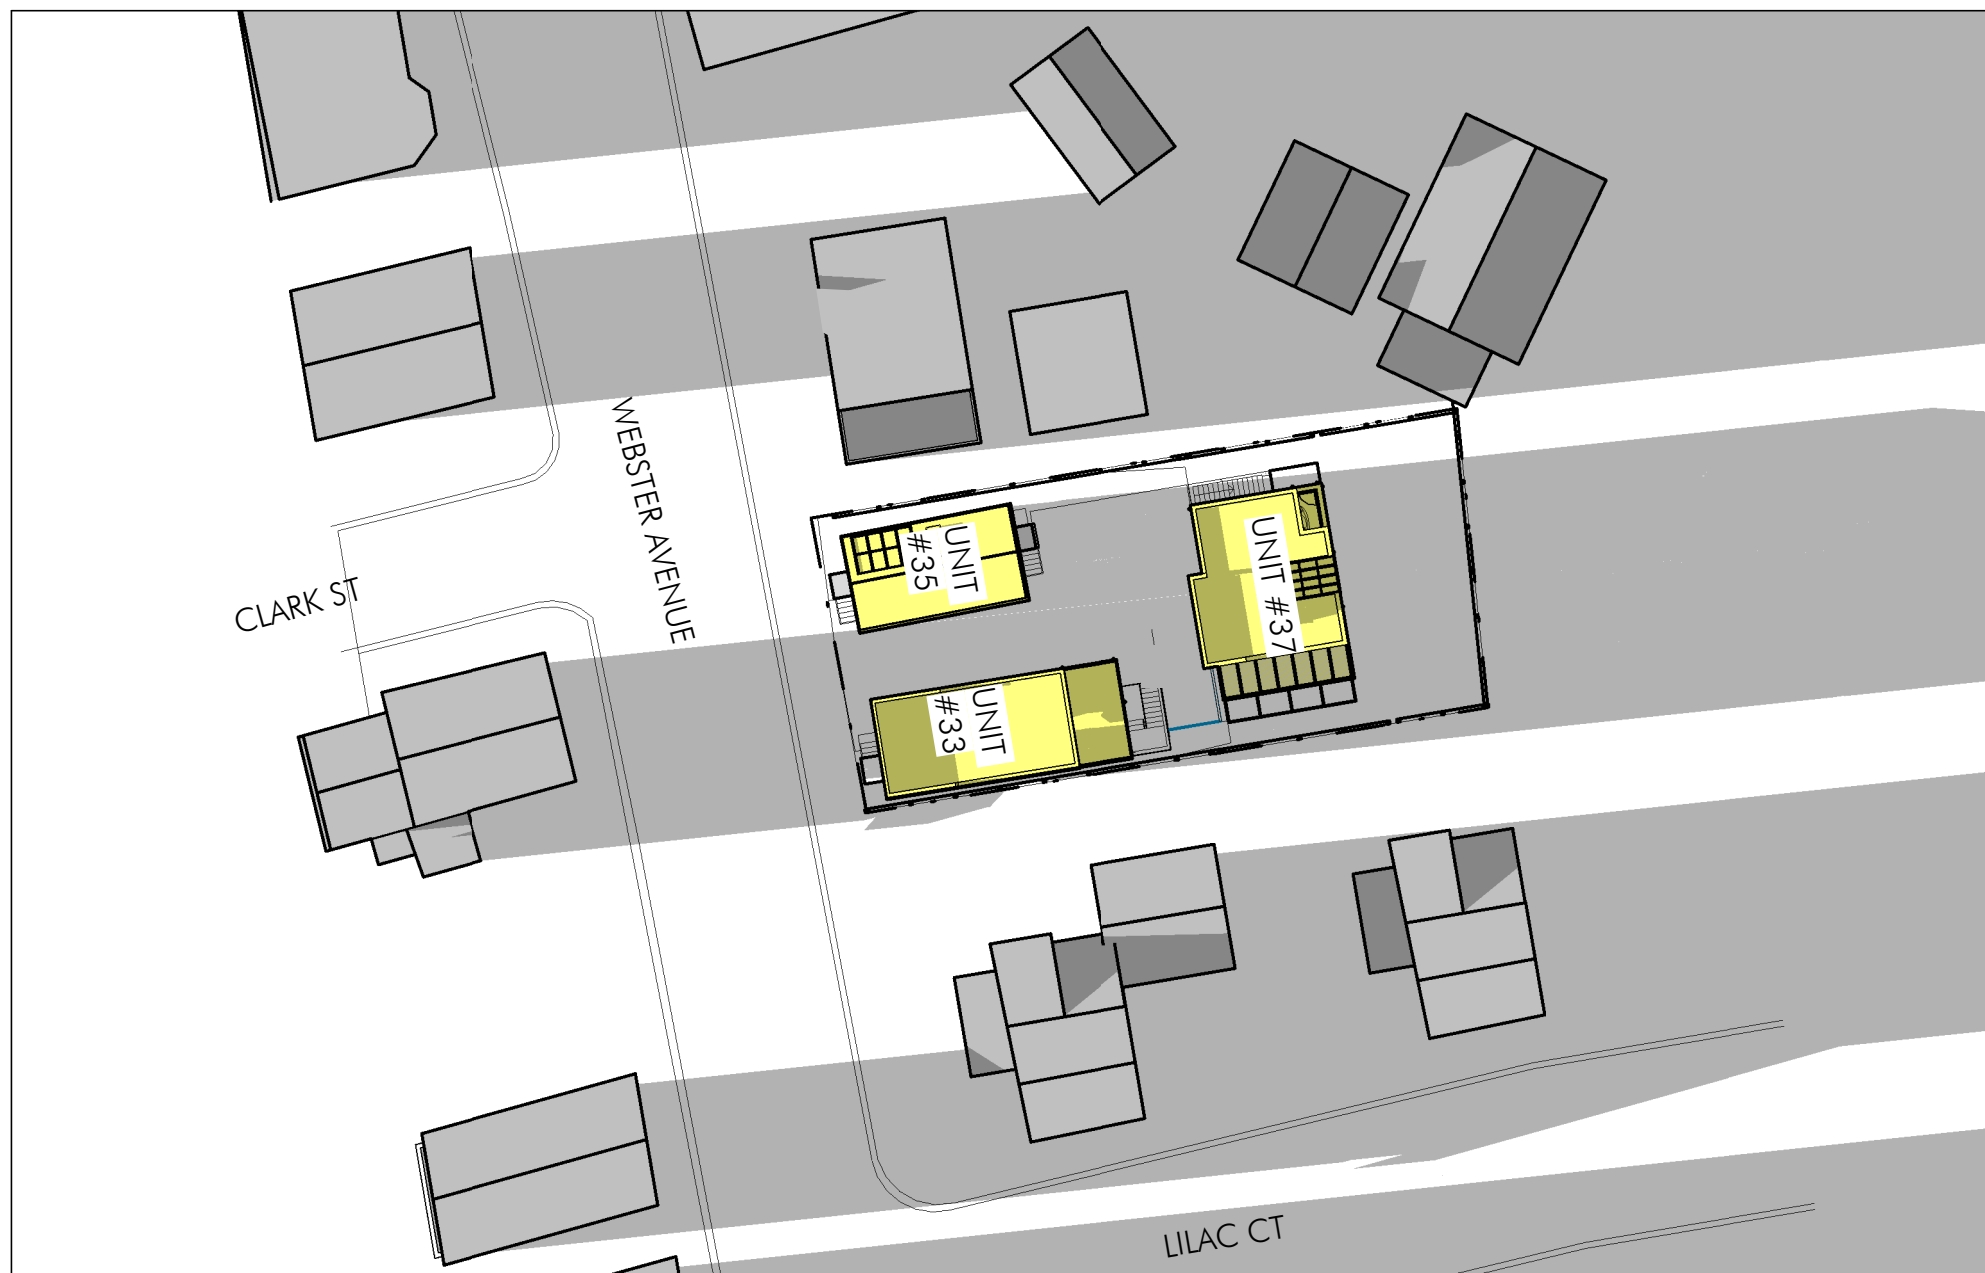 WEBSTER AVENUE
CLARK ST
UNIT
#35
UNIT #37
UNIT
#33
LILAC CT